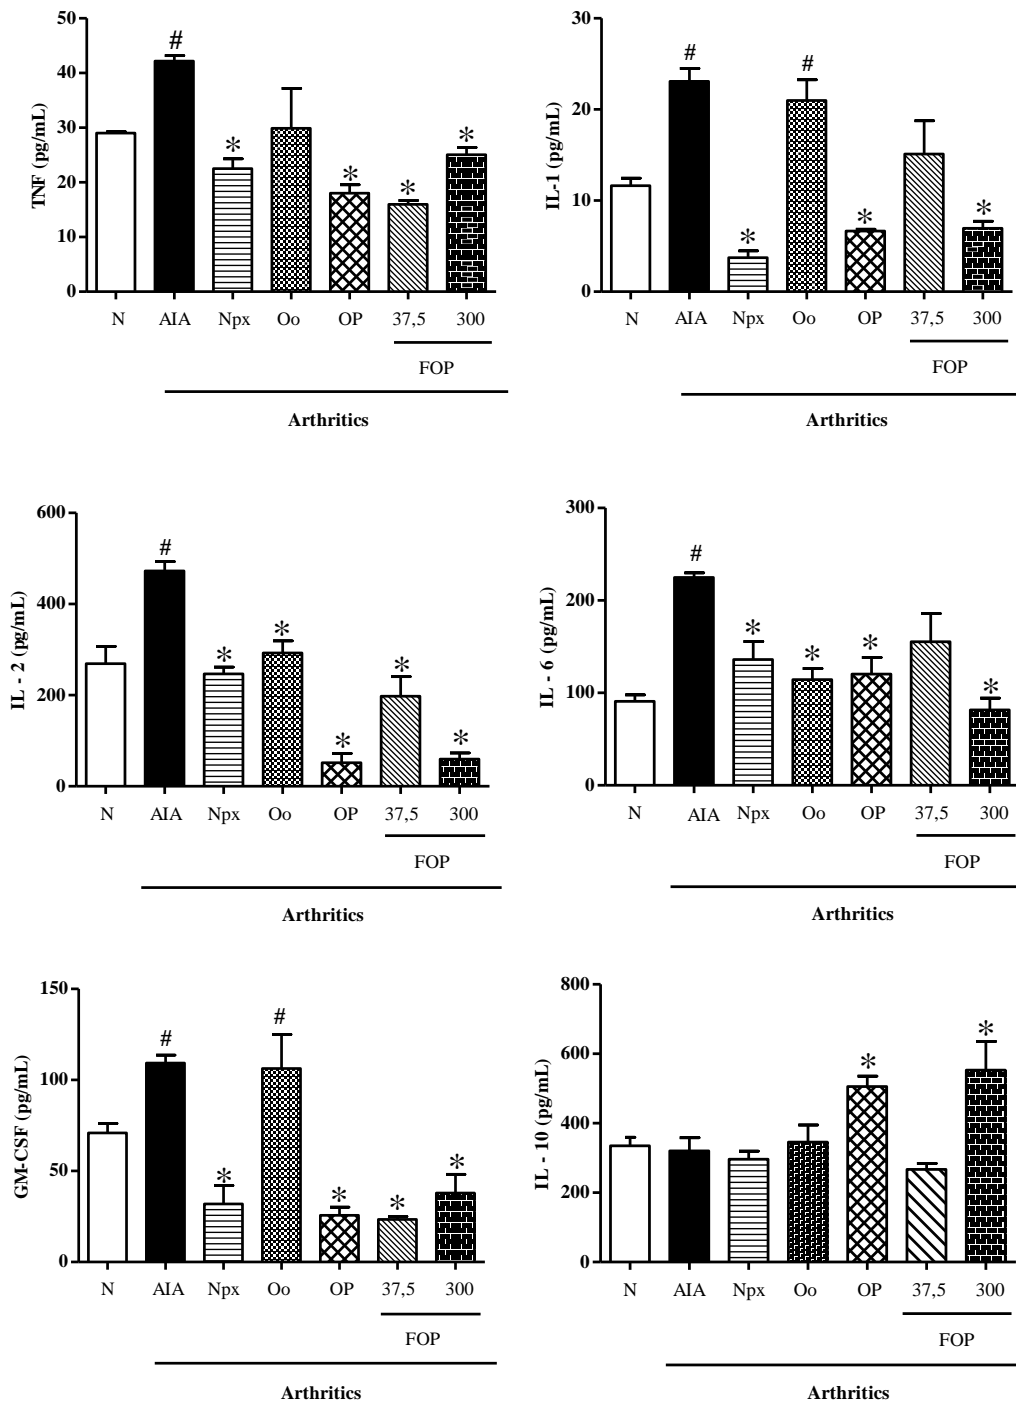 50
40
30
20
10
0
TNF (pg/mL)
#
*
*
*
*
N AIA Npx Oo OP 37,5 300
FOP
Arthritics
30
20
10
0
IL-1 (pg/mL)
#
#
*
*
*
N AIA Npx Oo OP 37,5 300
FOP
Arthritics
600
400
200
0
IL - 2 (pg/mL)
#
*
*
*
*
*
N AIA Npx Oo OP 37,5 300
FOP
Arthritics
300
200
100
0
IL - 6 (pg/mL)
#
*
*
*
*
N AIA Npx Oo OP 37,5 300
FOP
Arthritics
150
100
50
0
GM-CSF (pg/mL)
#
#
*
*
*
*
N AIA Npx Oo OP 37,5 300
FOP
Arthritics
800
600
400
200
0
IL - 10 (pg/mL)
*
*
N AIA Npx Oo OP 37,5 300
FOP
Arthritics